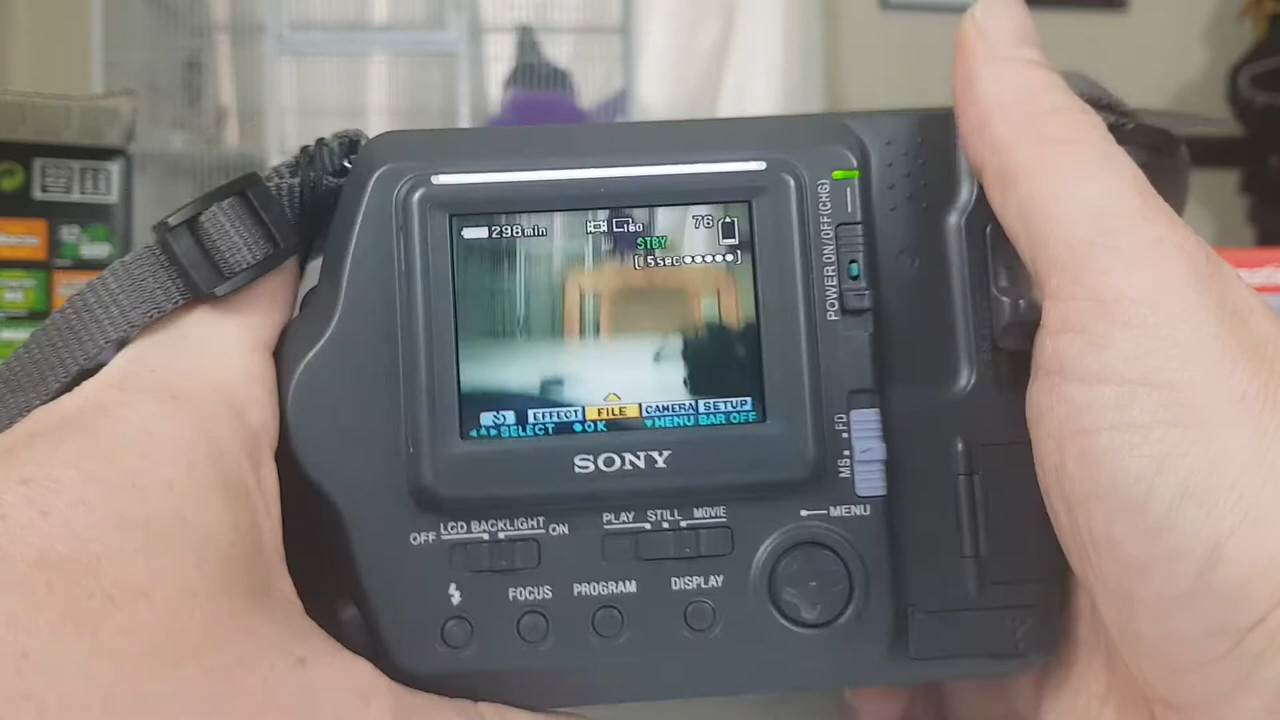 298min 160 76
STBY
[5sec●●●●●]
EFFECT FILE CAMERA SETUP
◀▲▶SELECT ●OK ▼MENU BAR OFF
SONY
POWER ON/OFF(CHG)
MS FD
OFF LCD BACKLIGHT ON
PLAY STILL MOVIE
MENU
FOCUS PROGRAM DISPLAY